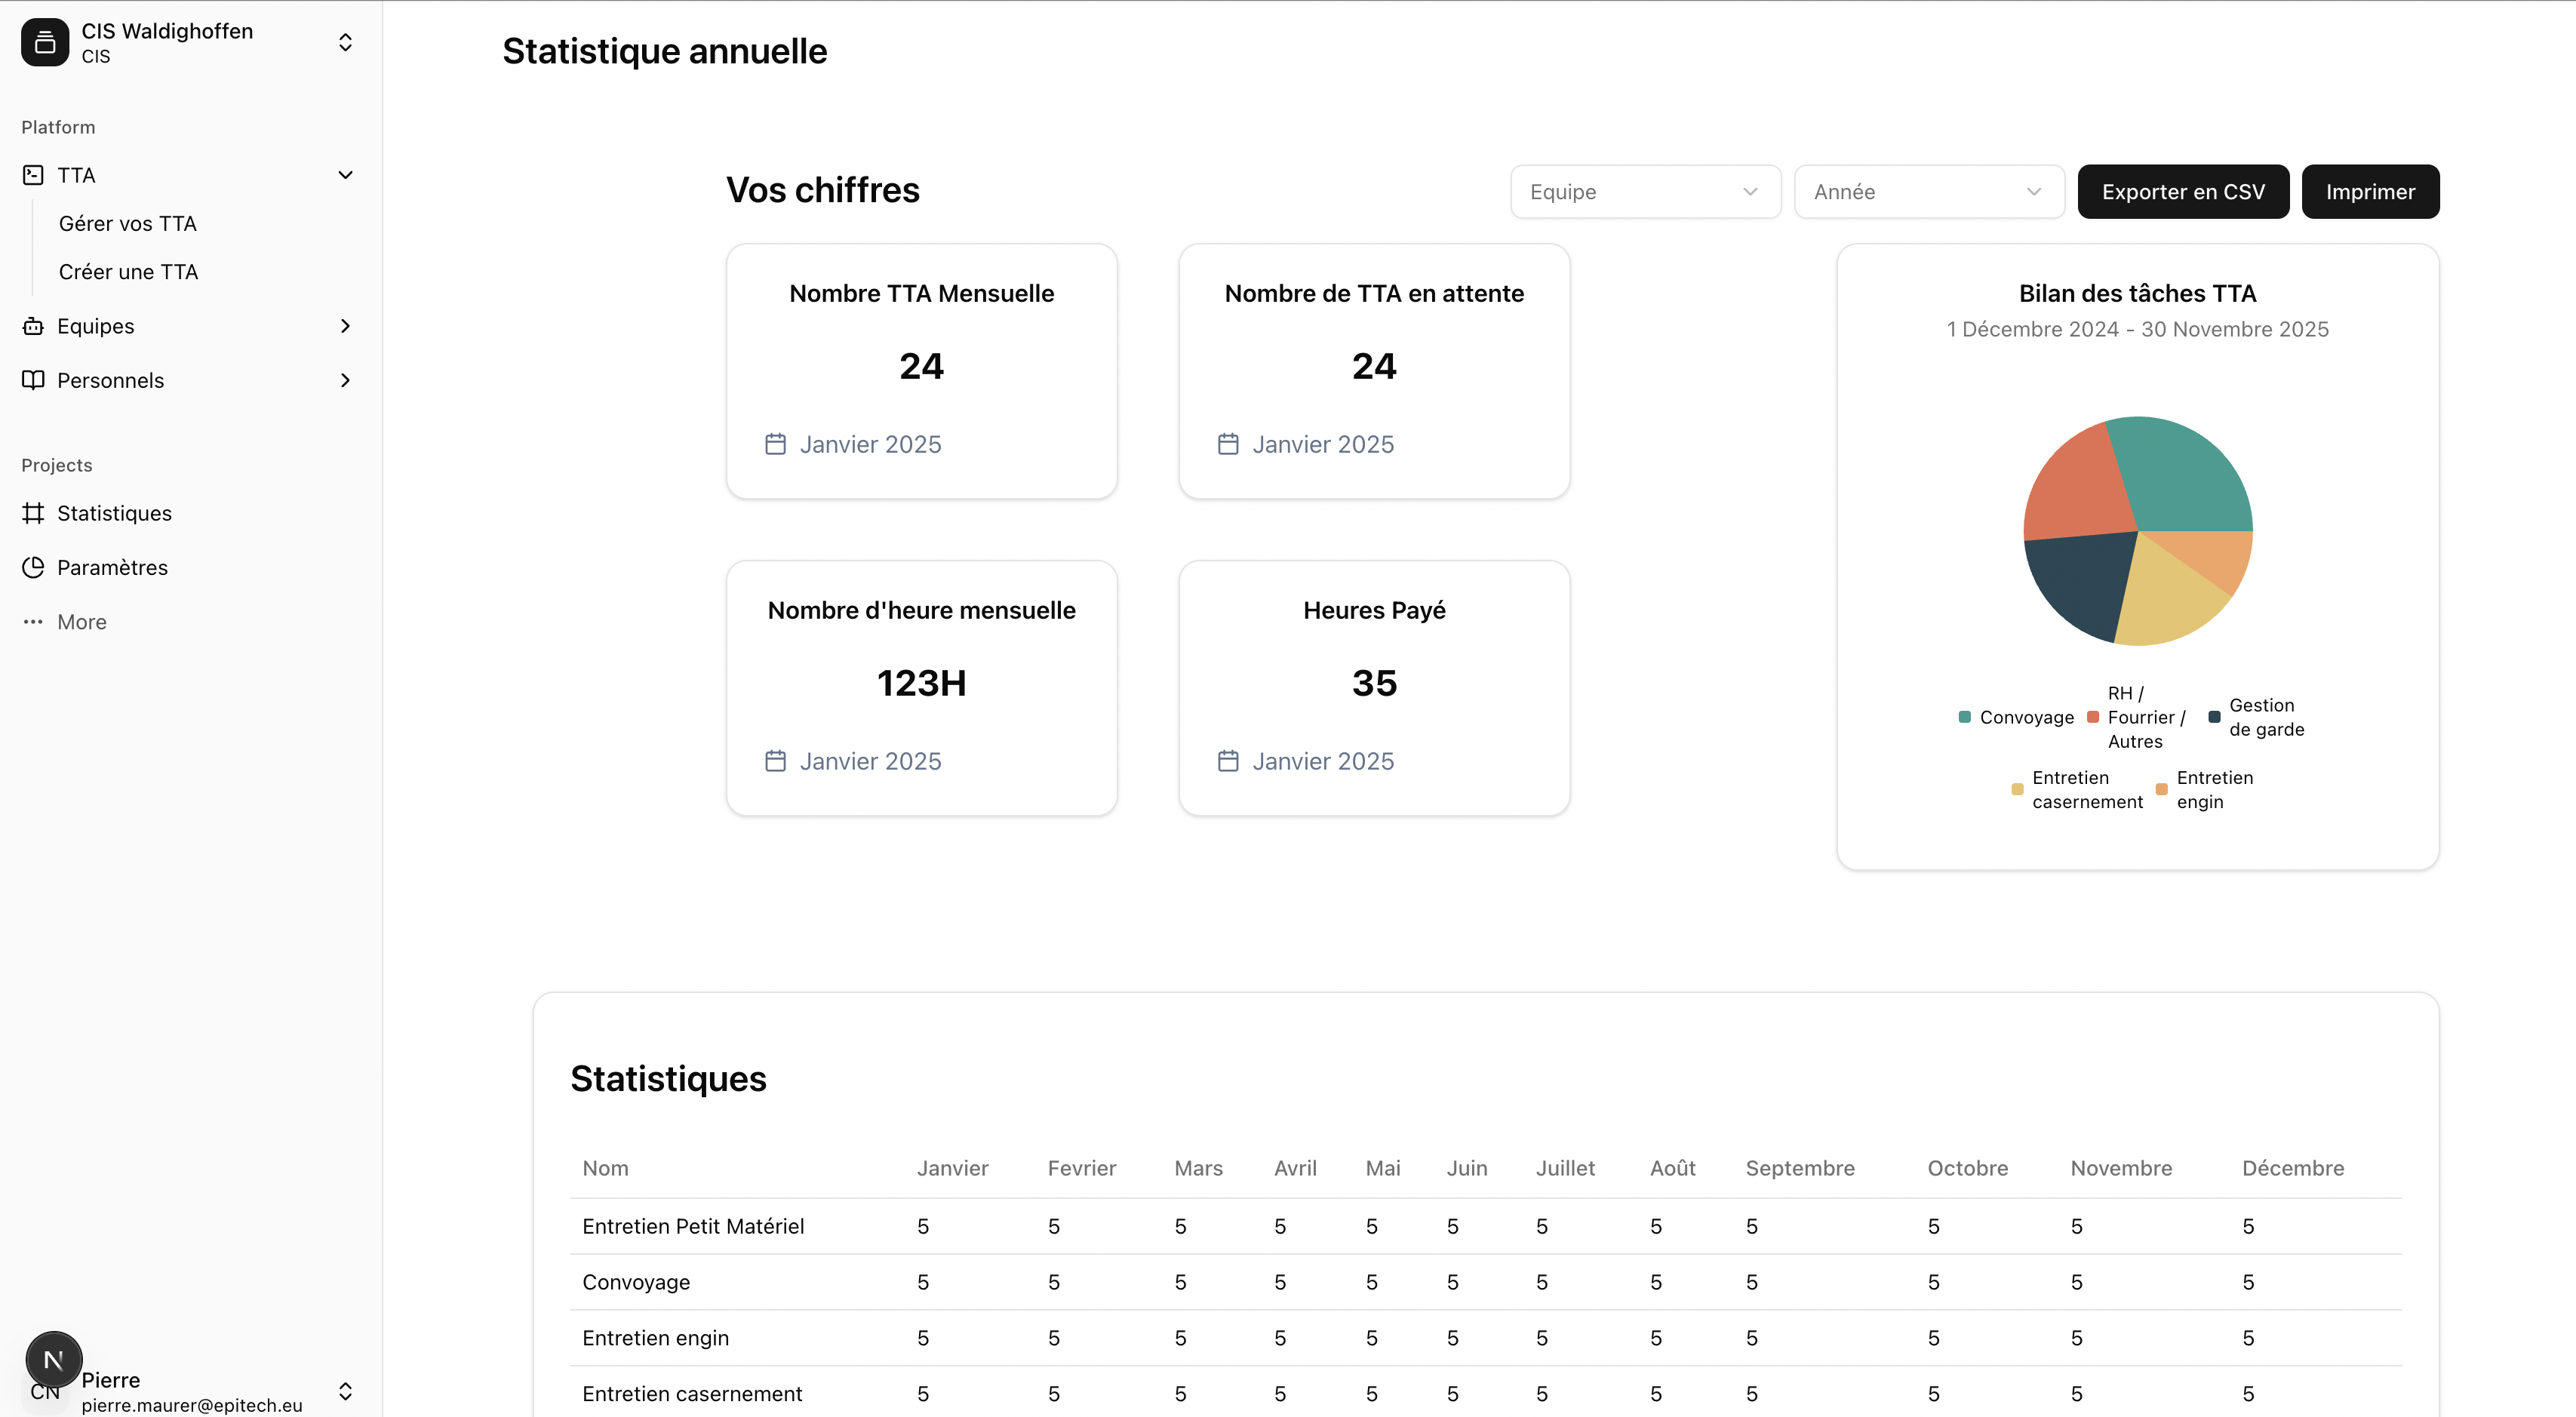 CIS Waldighoffen
CIS
Platform
TTA
Gérer vos TTA
Créer une TTA
Equipes
Personnels
Projects
Statistiques
Paramètres
More
N
CN
Pierre
pierre.maurer@epitech.eu
Statistique annuelle
Vos chiffres
Equipe
Année
Exporter en CSV
Imprimer
Nombre TTA Mensuelle
24
Janvier 2025
Nombre de TTA en attente
24
Janvier 2025
Nombre d'heure mensuelle
123H
Janvier 2025
Heures Payé
35
Janvier 2025
Bilan des tâches TTA
1 Décembre 2024 - 30 Novembre 2025
Convoyage
RH /
Fourrier /
Autres
Gestion
de garde
Entretien
casernement
Entretien
engin
Statistiques
Nom Janvier Fevrier Mars Avril Mai Juin Juillet Août Septembre Octobre Novembre Décembre
Entretien Petit Matériel 5 5 5 5 5 5 5 5 5 5 5 5
Convoyage 5 5 5 5 5 5 5 5 5 5 5 5
Entretien engin 5 5 5 5 5 5 5 5 5 5 5 5
Entretien casernement 5 5 5 5 5 5 5 5 5 5 5 5